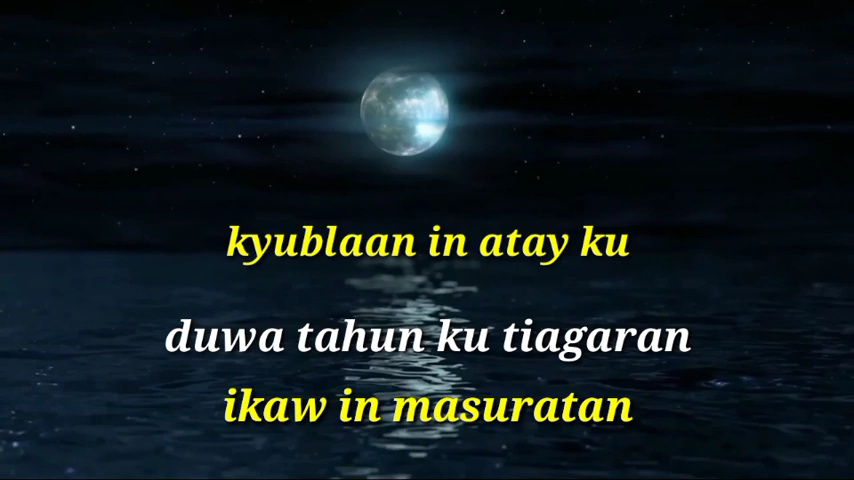 kyublaan in atay ku
duwa tahun ku tiagaran
ikaw in masuratan